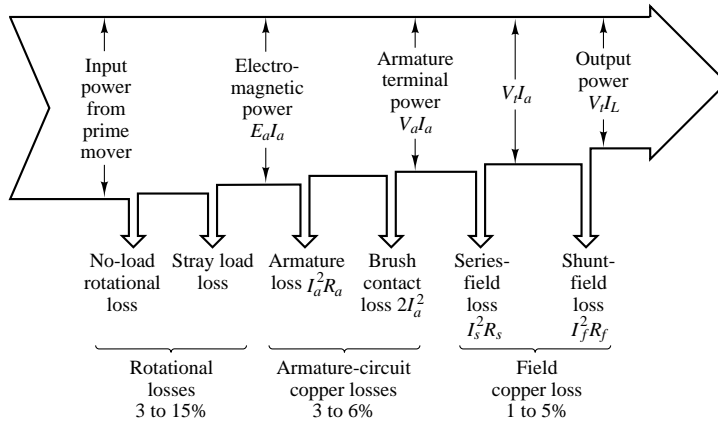 Input
power
from
prime
mover
Electro-
magnetic
power
EₐIₐ
Armature
terminal
power
VₐIₐ
VₜIₐ
Output
power
VₜI_L
No-load
rotational
loss
Stray load
loss
Armature
loss Iₐ²Rₐ
Brush
contact
loss 2Iₐ²
Series-
field
loss
Iₛ²Rₛ
Shunt-
field
loss
I_f²R_f
Rotational
losses
3 to 15%
Armature-circuit
copper losses
3 to 6%
Field
copper loss
1 to 5%